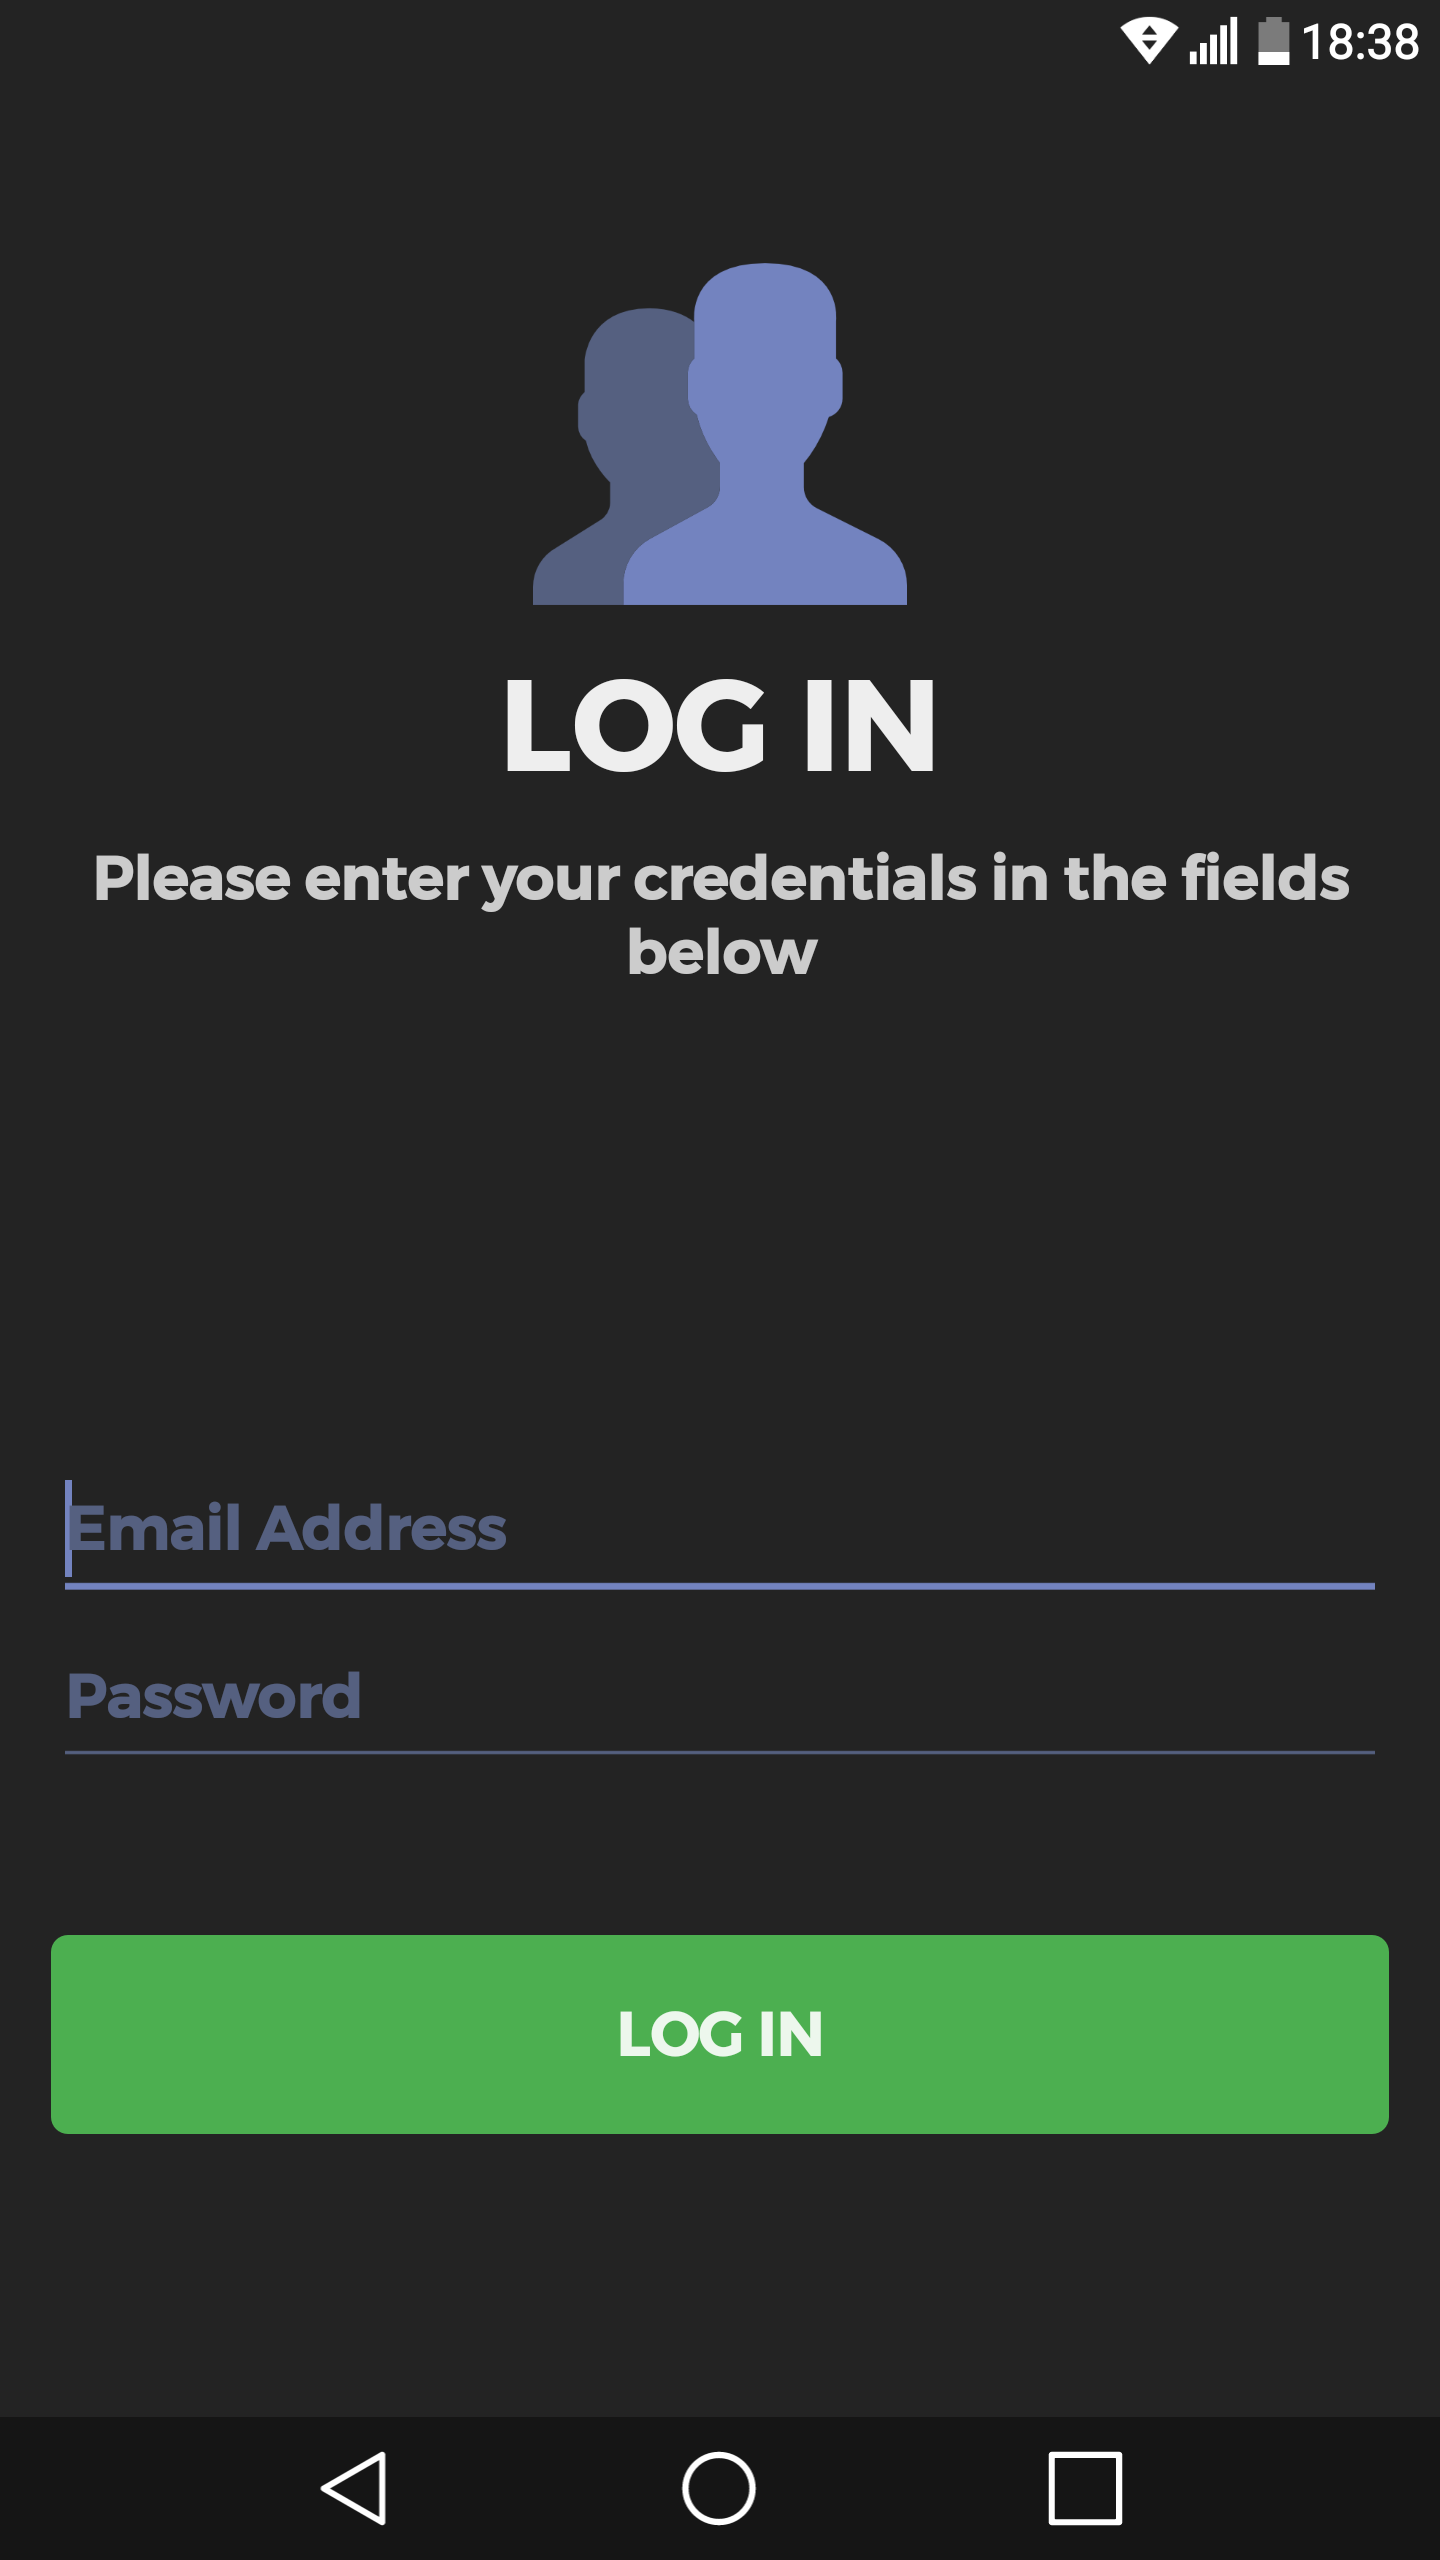 18:38
LOG IN
Please enter your credentials in the fields
below
Email Address
Password
LOG IN